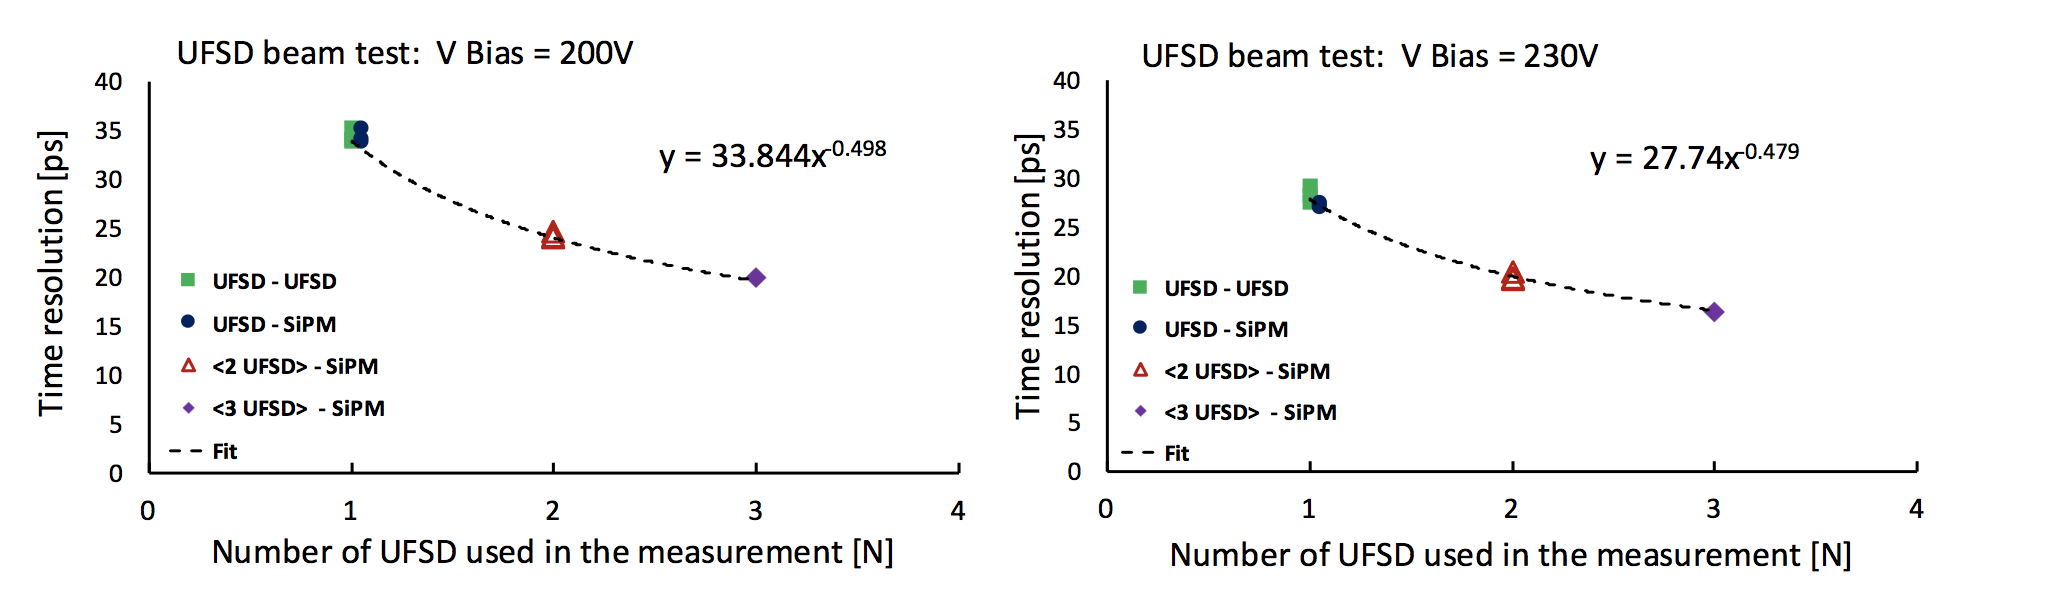 UFSD beam test: V Bias = 200V
40
35
30
25
20
15
10
5
0
Time resolution [ps]
y = 33.844x-0.498
UFSD - UFSD
UFSD - SiPM
<2 UFSD> - SiPM
<3 UFSD> - SiPM
Fit
0 1 2 3 4
Number of UFSD used in the measurement [N]
UFSD beam test: V Bias = 230V
40
35
30
25
20
15
10
5
0
Time resolution [ps]
y = 27.74x-0.479
UFSD - UFSD
UFSD - SiPM
<2 UFSD> - SiPM
<3 UFSD> - SiPM
Fit
0 1 2 3 4
Number of UFSD used in the measurement [N]